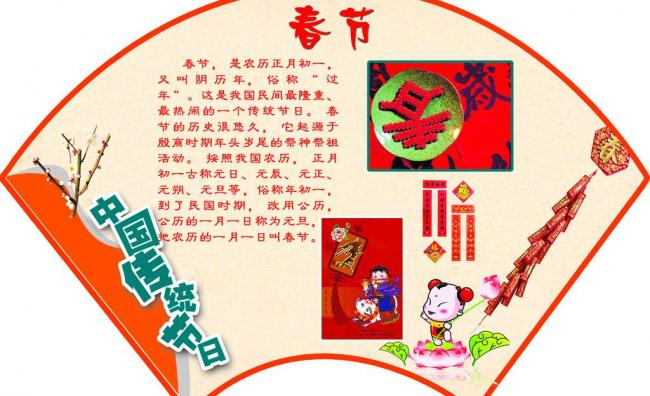 春节
春节， 是农历正月初一，
又叫阴历年，俗称“过
年”。这是我国民间最隆重、
最热闹的一个传统节日。 春
节的历史很悠久， 它起源于
殷商时期年头岁尾的祭神祭祖
活动。 按照我国农历， 正月
初一古称元日、元辰、元正、
元朔、元旦等，俗称年初一，
到了民国时期， 改用公历，
公历的一月一日称为元旦，
把农历的一月一日叫春节。
中国传统节日
春
福